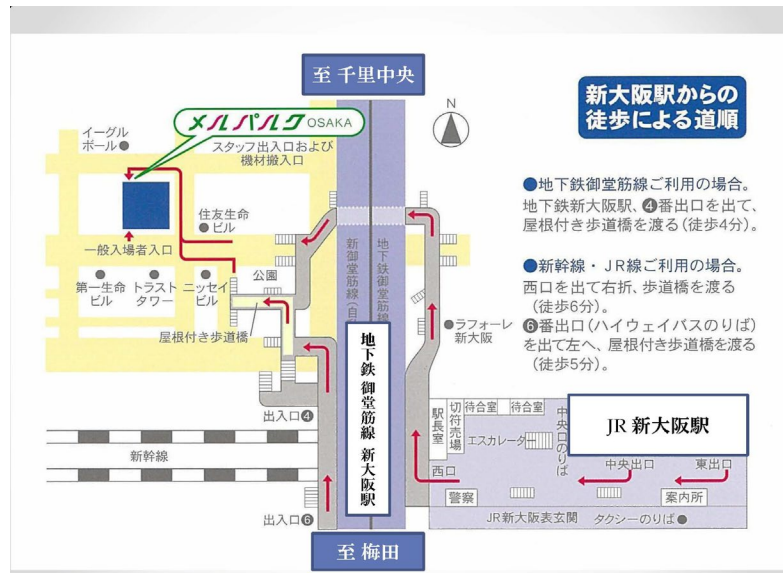 至 千里中央
新大阪駅からの
徒歩による道順
メルパルク OSAKA
N
イーグル
ボール●
スタッフ出入口および
機材搬入口
住友生命
●ビル
一般入場者入口
第一生命
ビル
トラスト
タワー
ニッセイ
ビル
公園
屋根付き歩道橋
新御堂筋線(自
地下鉄御堂筋線
●ラフォーレ
新大阪
●地下鉄御堂筋線ご利用の場合。
地下鉄新大阪駅、❹番出口を出て、
屋根付き歩道橋を渡る(徒歩4分)。
●新幹線・JR線ご利用の場合。
西口を出て右折、歩道橋を渡る
(徒歩6分)。
❻番出口(ハイウェイバスのりば)
を出て左へ、屋根付き歩道橋を渡る
(徒歩5分)。
地下鉄 御堂筋線 新大阪駅
出入口❹
新幹線
出入口❻
駅長室
切符売場
待合室
待合室
エスカレーター
中央口のりば
JR 新大阪駅
西口
中央出口
東出口
警察
案内所
JR新大阪表玄関
タクシーのりば●
至 梅田